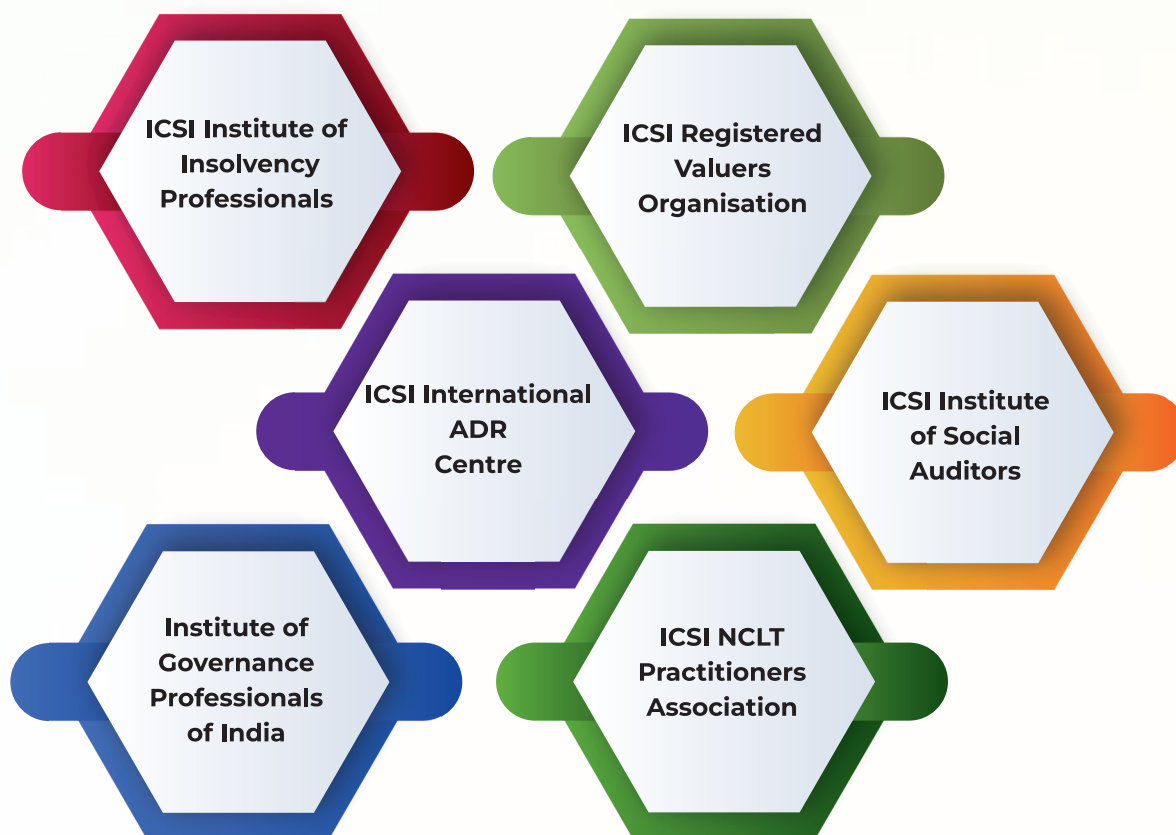 ICSI Institute of
Insolvency
Professionals
ICSI Registered
Valuers
Organisation
ICSI International
ADR
Centre
ICSI Institute
of Social
Auditors
Institute of
Governance
Professionals
of India
ICSI NCLT
Practitioners
Association